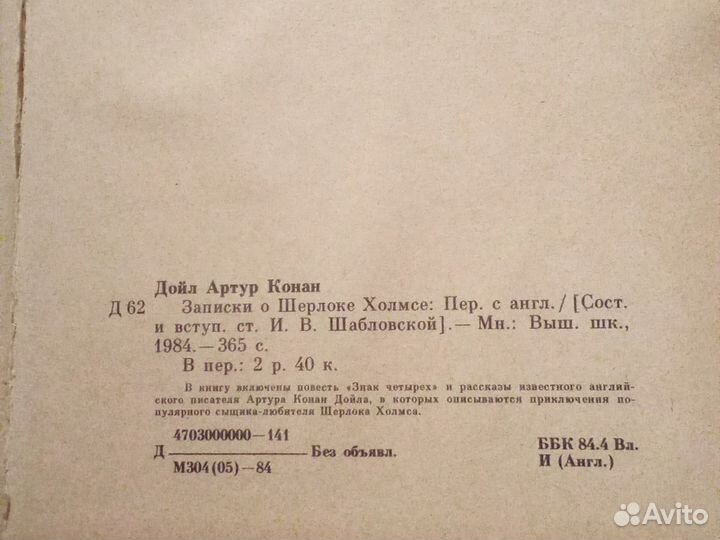 Дойл Артур Конан
Д 62 Записки о Шерлоке Холмсе: Пер. с англ./ [Сост.
и вступ. ст. И. В. Шабловской].— Мн.: Выш. шк.,
1984.—365 с.
В пер.: 2 р. 40 к.
В книгу включены повесть «Знак четырех» и рассказы известного англий-
ского писателя Артура Конан Дойла, в которых описываются приключения по-
пулярного сыщика-любителя Шерлока Холмса.
4703000000—141
Д —— Без объявл.
М304(05)—84
ББК 84.4 Вл.
И (Англ.)
Avito